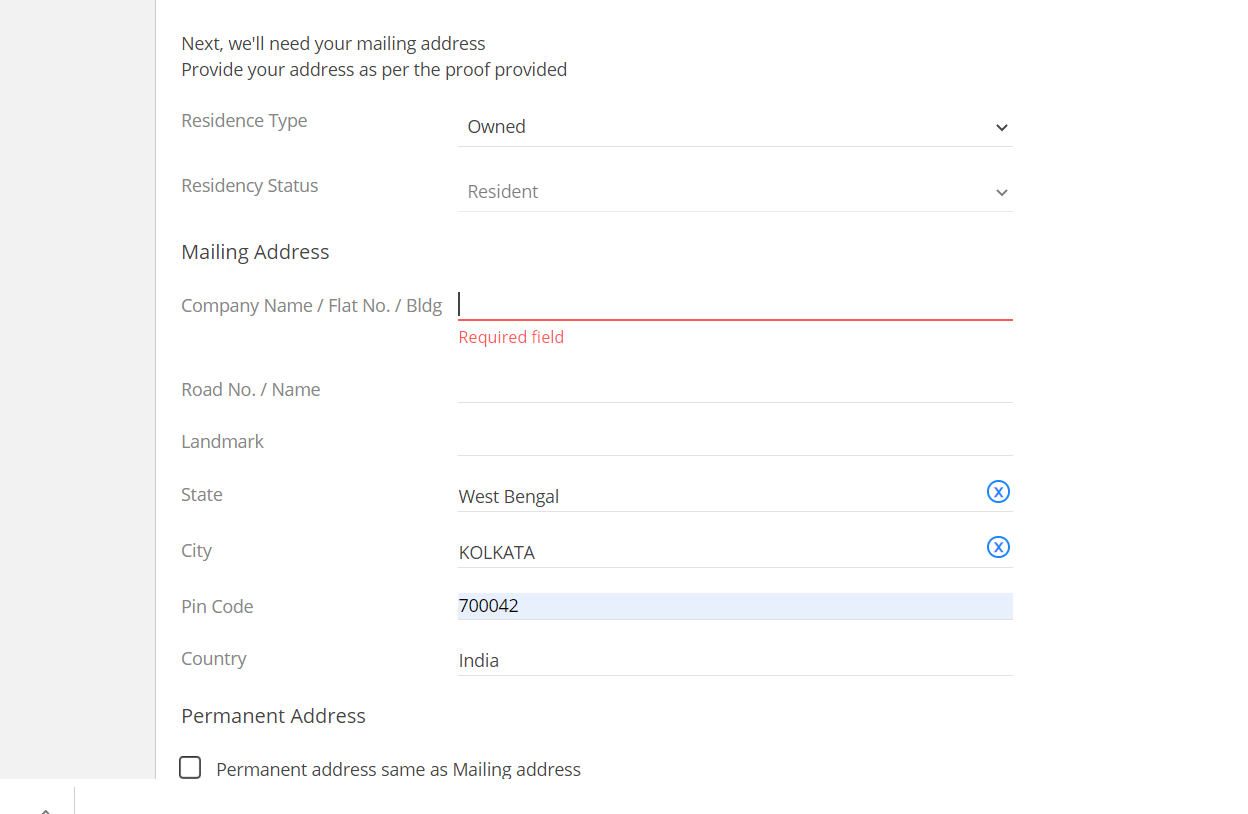 Next, we'll need your mailing address
Provide your address as per the proof provided
Residence Type Owned
Residency Status Resident
Mailing Address
Company Name / Flat No. / Bldg
Required field
Road No. / Name
Landmark
State West Bengal X
City KOLKATA X
Pin Code 700042
Country India
Permanent Address
Permanent address same as Mailing address